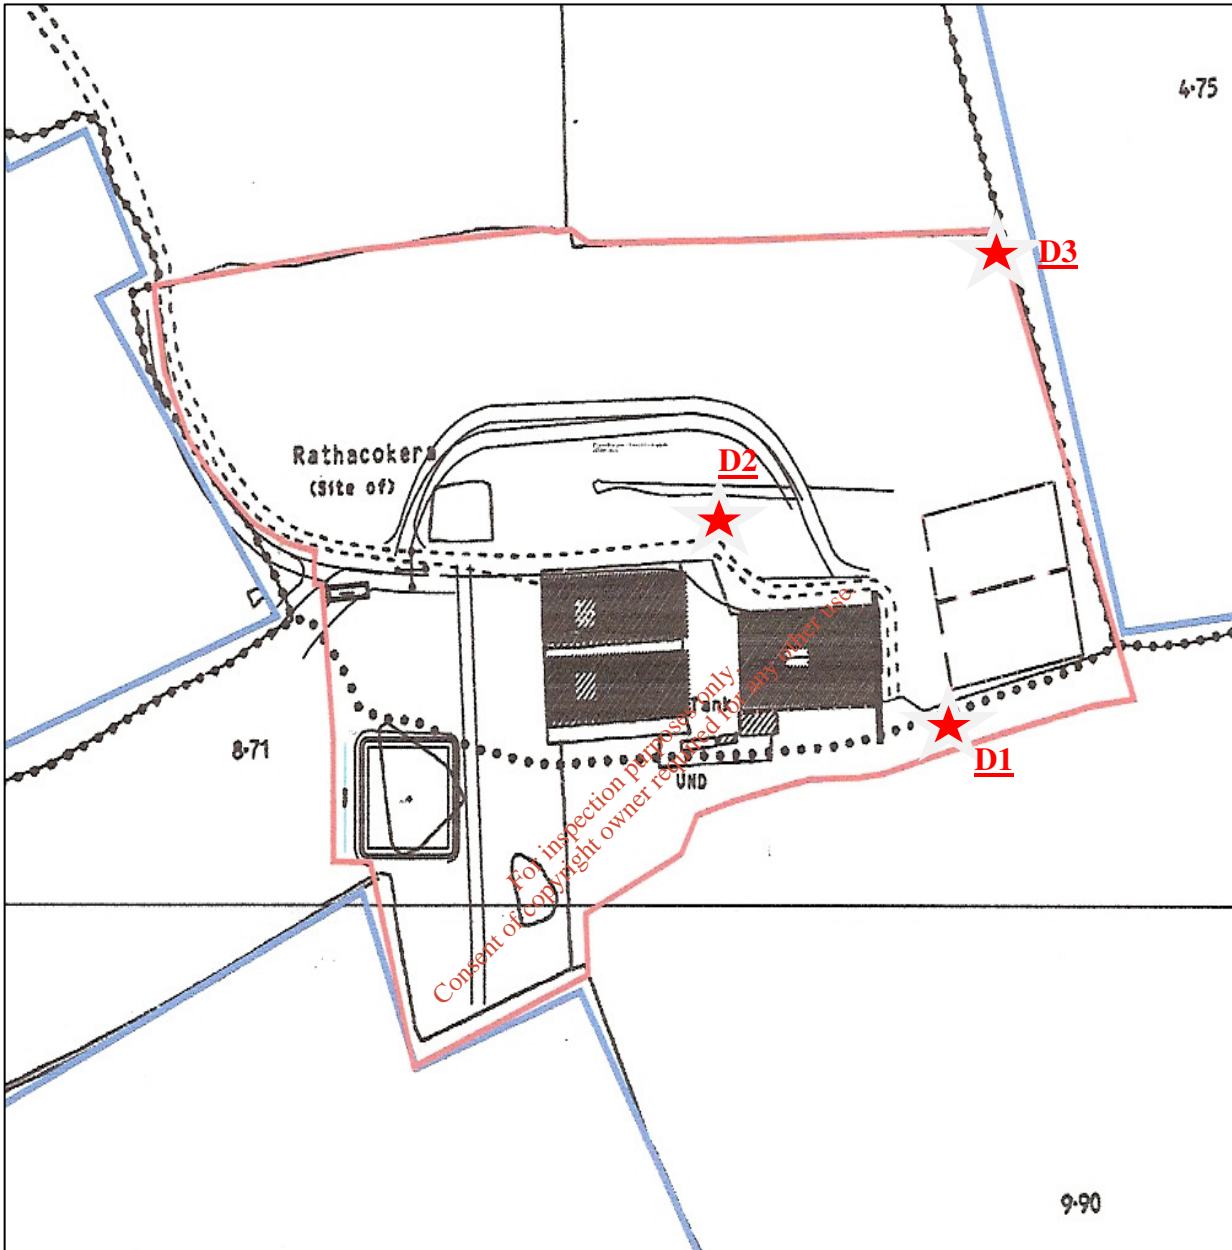 4·75
D3
Rathacokera
(Site of)
D2
Tank
8·71
D1
UND
For inspection purposes only.
Consent of copyright owner required for any other use.
9·90